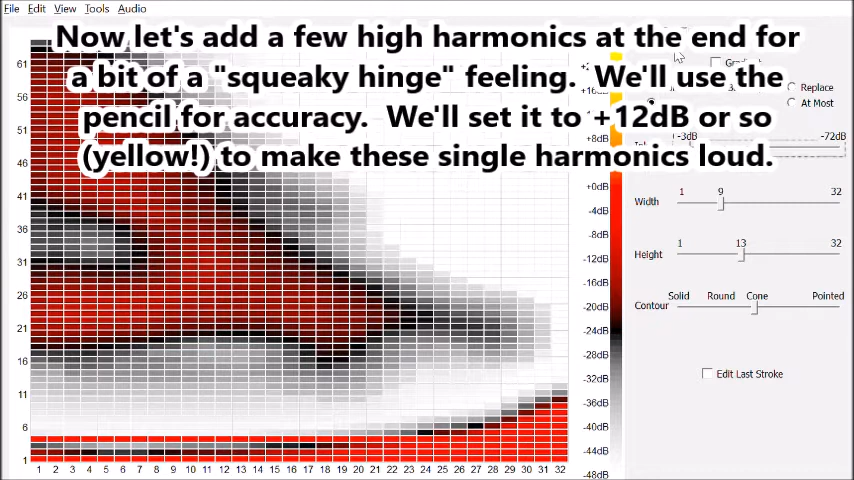 File Edit View Tools Audio
Now let's add a few high harmonics at the end for
a bit of a "squeaky hinge" feeling. We'll use the
pencil for accuracy. We'll set it to +12dB or so
(yellow!) to make these single harmonics loud.
Replace
At Most
-3dB -72dB
+8dB
+0dB
-4dB
-8dB
-12dB
-16dB
-20dB
-24dB
-28dB
-32dB
-36dB
-40dB
-44dB
-48dB
Width 1 9 32
Height 1 13 32
Contour Solid Round Cone Pointed
Edit Last Stroke
61
56
51
46
41
36
31
26
21
16
11
6
1
1 2 3 4 5 6 7 8 9 10 11 12 13 14 15 16 17 18 19 20 21 22 23 24 25 26 27 28 29 30 31 32